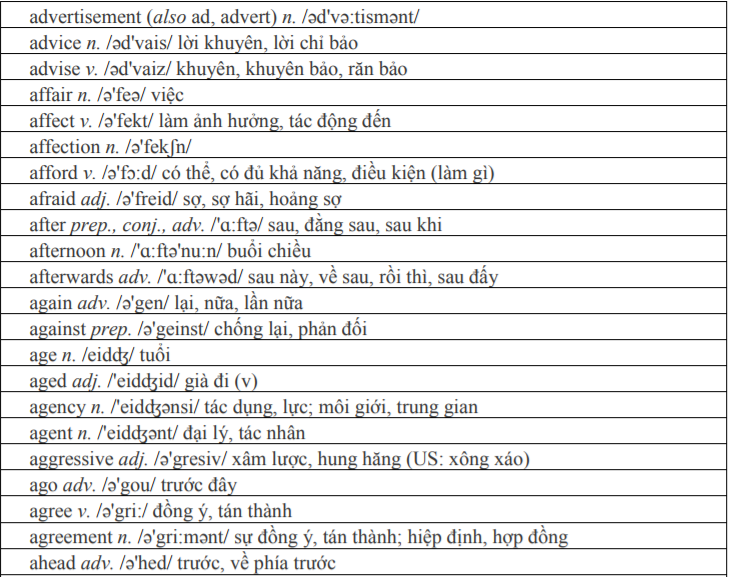 advertisement (also ad, advert) n. /əd'və:tismənt/
advice n. /əd'vais/ lời khuyên, lời chỉ bảo
advise v. /əd'vaiz/ khuyên, khuyên bảo, răn bảo
affair n. /ə'feə/ việc
affect v. /ə'fekt/ làm ảnh hưởng, tác động đến
affection n. /ə'fekʃn/
afford v. /ə'fɔ:d/ có thể, có đủ khả năng, điều kiện (làm gì)
afraid adj. /ə'freid/ sợ, sợ hãi, hoảng sợ
after prep., conj., adv. /'ɑ:ftə/ sau, đằng sau, sau khi
afternoon n. /'ɑ:ftə'nu:n/ buổi chiều
afterwards adv. /'ɑ:ftəwəd/ sau này, về sau, rồi thì, sau đấy
again adv. /ə'gen/ lại, nữa, lần nữa
against prep. /ə'geinst/ chống lại, phản đối
age n. /eidʤ/ tuổi
aged adj. /'eidʤid/ già đi (v)
agency n. /'eidʤənsi/ tác dụng, lực; môi giới, trung gian
agent n. /'eidʤənt/ đại lý, tác nhân
aggressive adj. /ə'gresiv/ xâm lược, hung hăng (US: xông xáo)
ago adv. /ə'gou/ trước đây
agree v. /ə'gri:/ đồng ý, tán thành
agreement n. /ə'gri:mənt/ sự đồng ý, tán thành; hiệp định, hợp đồng
ahead adv. /ə'hed/ trước, về phía trước